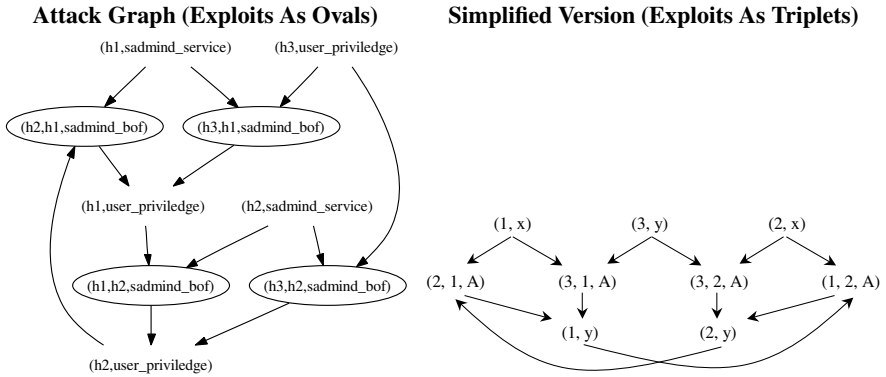 Attack Graph (Exploits As Ovals)
(h1,sadmind_service)
(h3,user_priviledge)
(h2,h1,sadmind_bof)
(h3,h1,sadmind_bof)
(h1,user_priviledge)
(h2,sadmind_service)
(h1,h2,sadmind_bof)
(h3,h2,sadmind_bof)
(h2,user_priviledge)
Simplified Version (Exploits As Triplets)
(1, x)
(3, y)
(2, x)
(2, 1, A)
(3, 1, A)
(3, 2, A)
(1, 2, A)
(1, y)
(2, y)